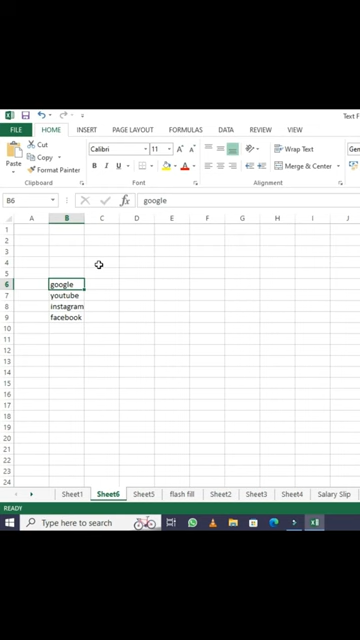 Text F
FILE HOME INSERT PAGE LAYOUT FORMULAS DATA REVIEW VIEW
Cut
Copy
Format Painter
Paste
Calibri 11 A A
B I U A
Wrap Text
Merge & Center
Gen
Clipboard Font Alignment
B6 fx google
A B C D E F G H I J
1
2
3
4
5
6 google
7 youtube
8 instagram
9 facebook
10
11
12
13
14
15
16
17
18
19
20
21
22
23
24
Sheet1 Sheet6 Sheet5 flash fill Sheet2 Sheet3 Sheet4 Salary Slip
READY
Type here to search